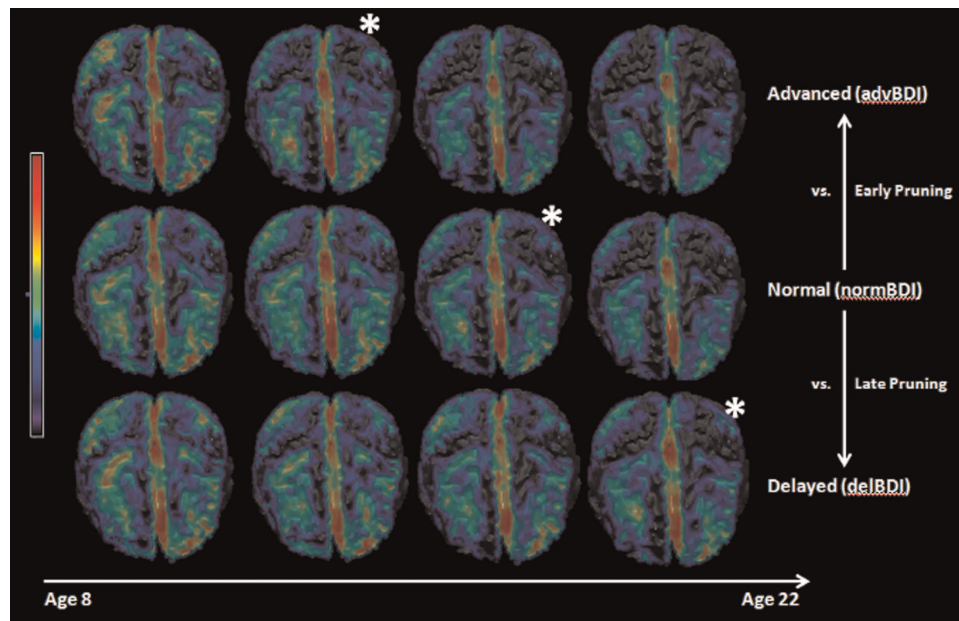 *
Advanced (advBDI)
vs. Early Pruning
*
Normal (normBDI)
vs. Late Pruning
*
Delayed (delBDI)
Age 8 Age 22